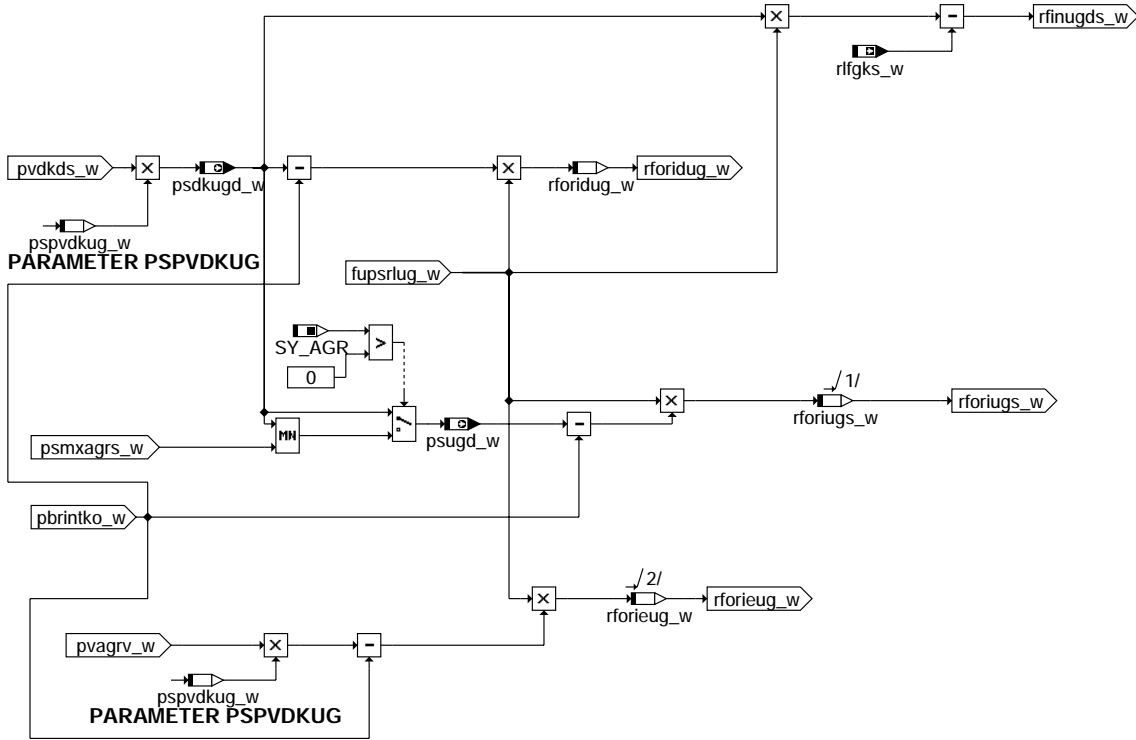 rfinugds_w
rlfgks_w
pvdkds_w
psdkugd_w
rforidug_w
rforidug_w
pspvdkug_w
PARAMETER PSPVDKUG
fupsrlug_w
SY_AGR
>
0
/1/
rforiugs_w
rforiugs_w
MN
psugd_w
psmxagrs_w
pbrintko_w
/2/
rforieug_w
rforieug_w
pvagrv_w
pspvdkug_w
PARAMETER PSPVDKUG